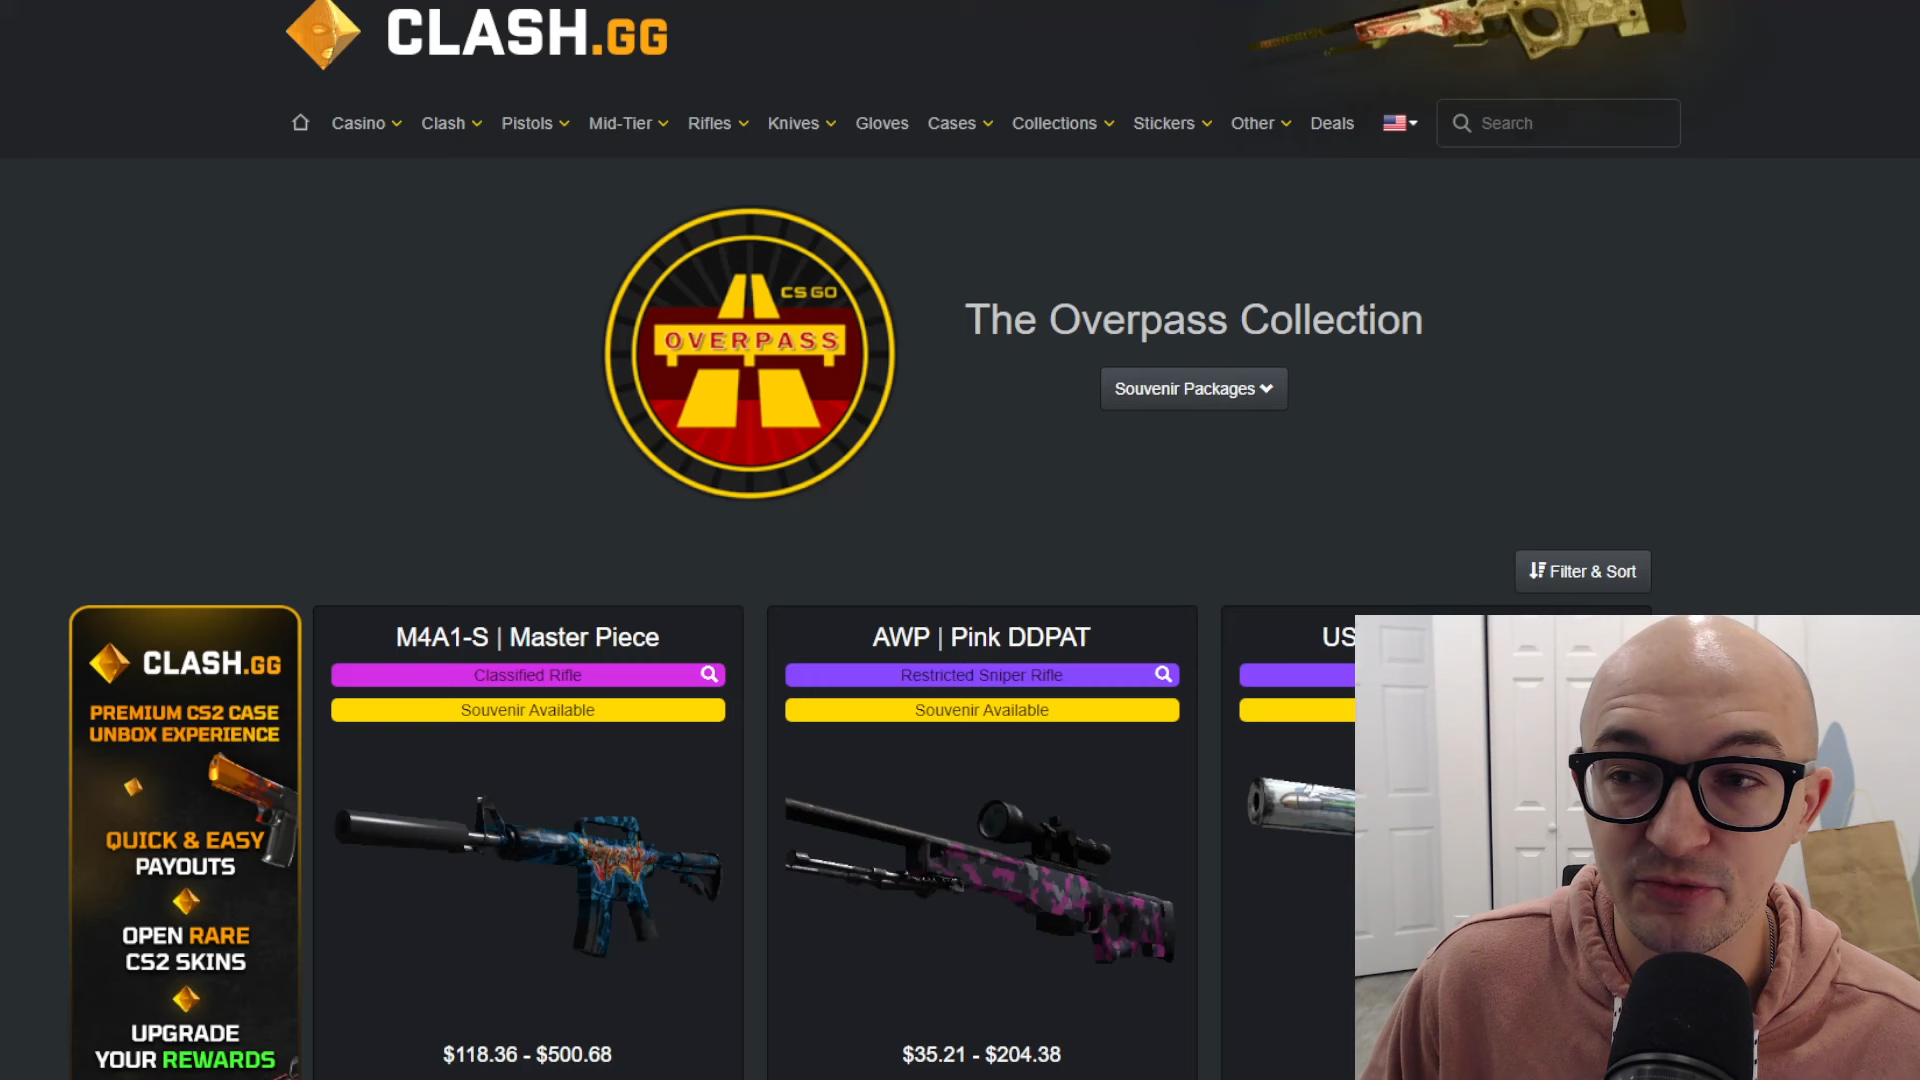 CLASH.GG
Casino Clash Pistols Mid-Tier Rifles Knives Gloves Cases Collections Stickers Other Deals Search
CS GO
OVERPASS
The Overpass Collection
Souvenir Packages
Filter & Sort
CLASH.GG
PREMIUM CS2 CASE
UNBOX EXPERIENCE
QUICK & EASY
PAYOUTS
OPEN RARE
CS2 SKINS
UPGRADE
YOUR REWARDS
M4A1-S | Master Piece
Classified Rifle
Souvenir Available
$118.36 - $500.68
AWP | Pink DDPAT
Restricted Sniper Rifle
Souvenir Available
$35.21 - $204.38
US